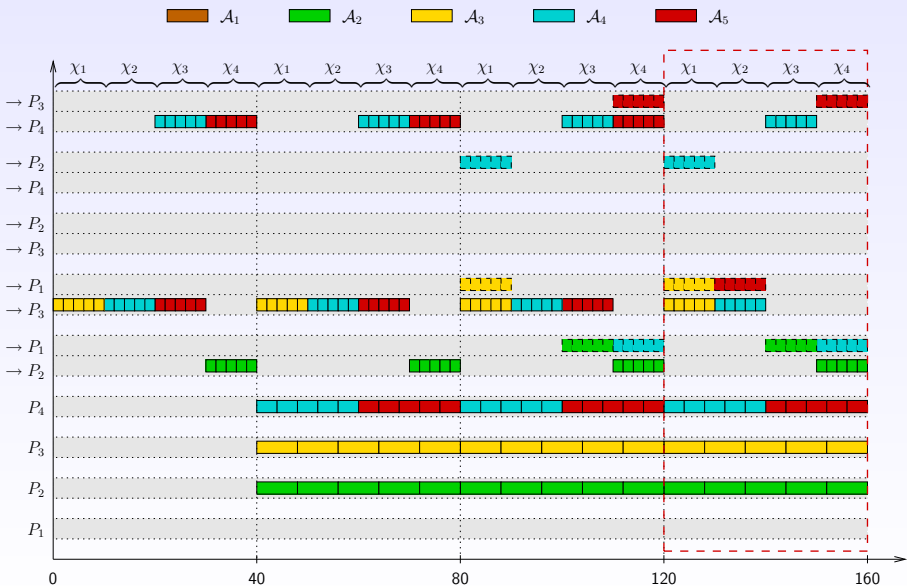 𝒜₁ 𝒜₂ 𝒜₃ 𝒜₄ 𝒜₅
χ₁ χ₂ χ₃ χ₄ χ₁ χ₂ χ₃ χ₄ χ₁ χ₂ χ₃ χ₄ χ₁ χ₂ χ₃ χ₄
→ P₃
→ P₄
→ P₂
→ P₄
→ P₂
→ P₃
→ P₁
→ P₃
→ P₁
→ P₂
P₄
P₃
P₂
P₁
0 40 80 120 160